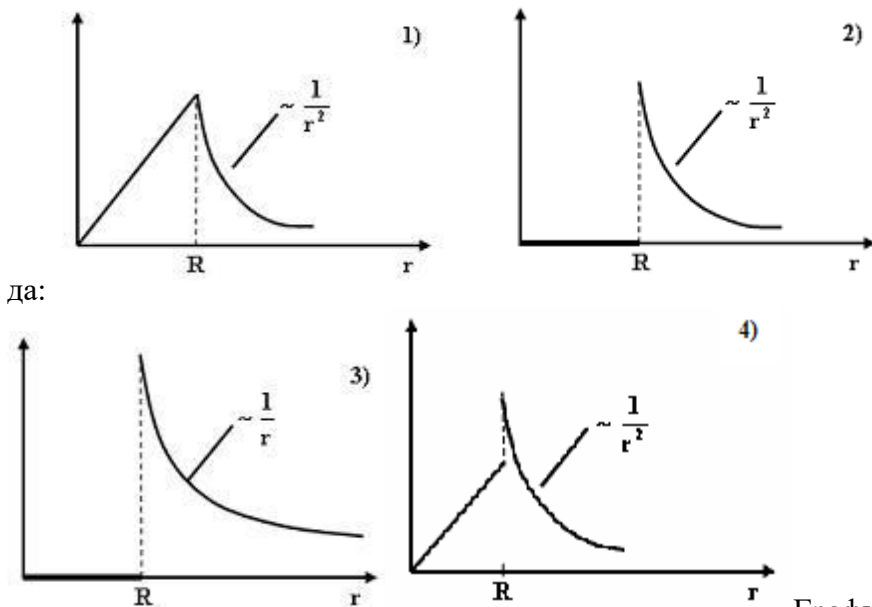 1)
~ 1/r²
R r
2)
~ 1/r²
R r
да:
3)
~ 1/r
R r
4)
~ 1/r²
R r